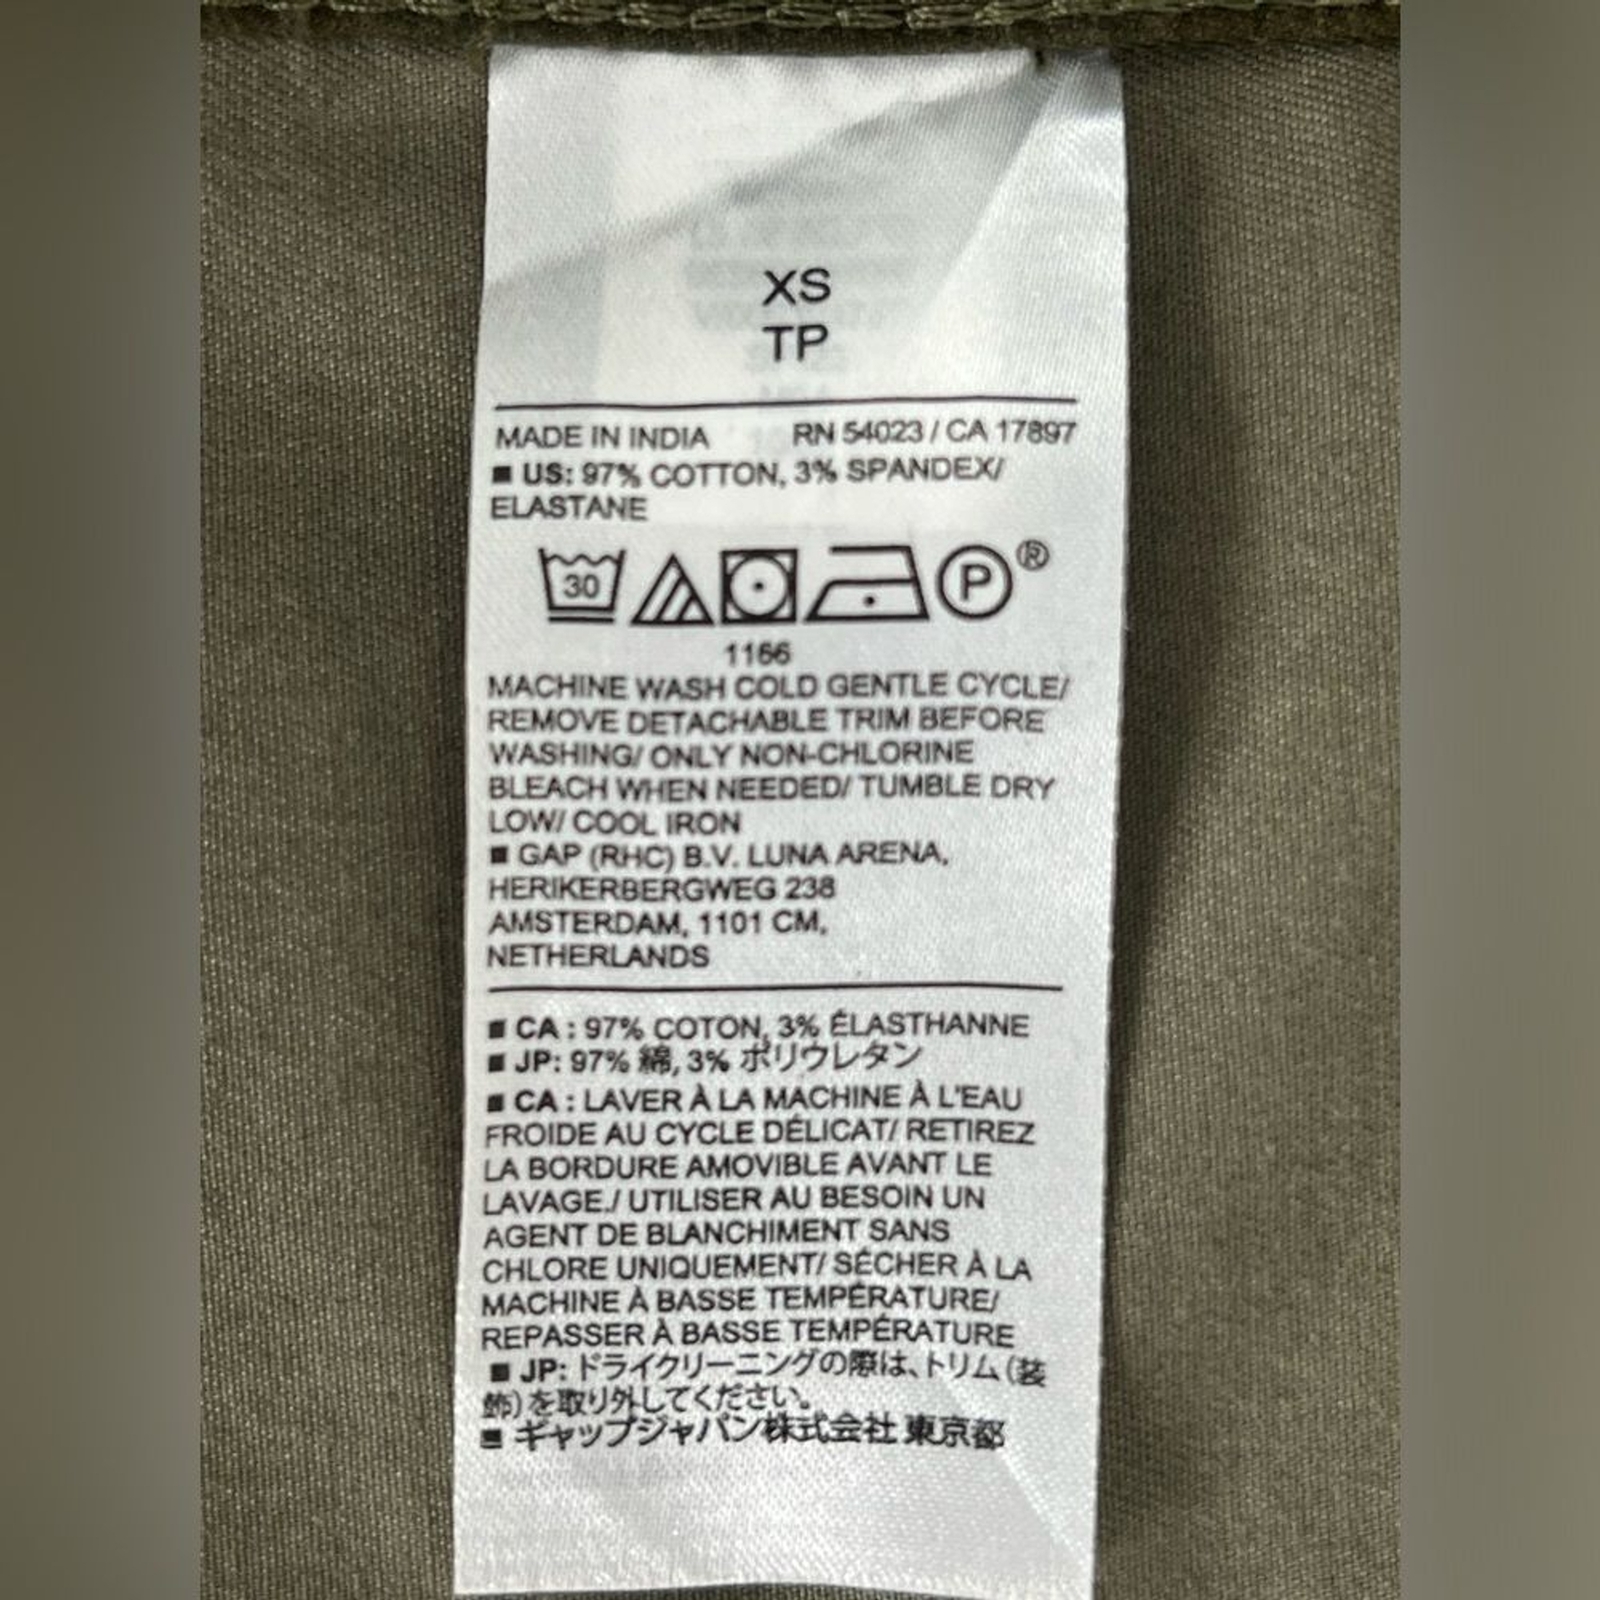 XS
TP
MADE IN INDIA RN 54023 / CA 17897
■ US: 97% COTTON, 3% SPANDEX/
ELASTANE
30 P®
1166
MACHINE WASH COLD GENTLE CYCLE/
REMOVE DETACHABLE TRIM BEFORE
WASHING/ ONLY NON-CHLORINE
BLEACH WHEN NEEDED/ TUMBLE DRY
LOW/ COOL IRON
■ GAP (RHC) B.V. LUNA ARENA,
HERIKERBERGWEG 238
AMSTERDAM, 1101 CM,
NETHERLANDS
■ CA : 97% COTON, 3% ÉLASTHANNE
■ JP: 97% 綿, 3% ポリウレタン
■ CA : LAVER À LA MACHINE À L'EAU
FROIDE AU CYCLE DÉLICAT/ RETIREZ
LA BORDURE AMOVIBLE AVANT LE
LAVAGE./ UTILISER AU BESOIN UN
AGENT DE BLANCHIMENT SANS
CHLORE UNIQUEMENT/ SÉCHER À LA
MACHINE À BASSE TEMPÉRATURE/
REPASSER À BASSE TEMPÉRATURE
■ JP: ドライクリーニングの際は、トリム (装
飾) を取り外してください。
■ ギャップジャパン株式会社 東京都